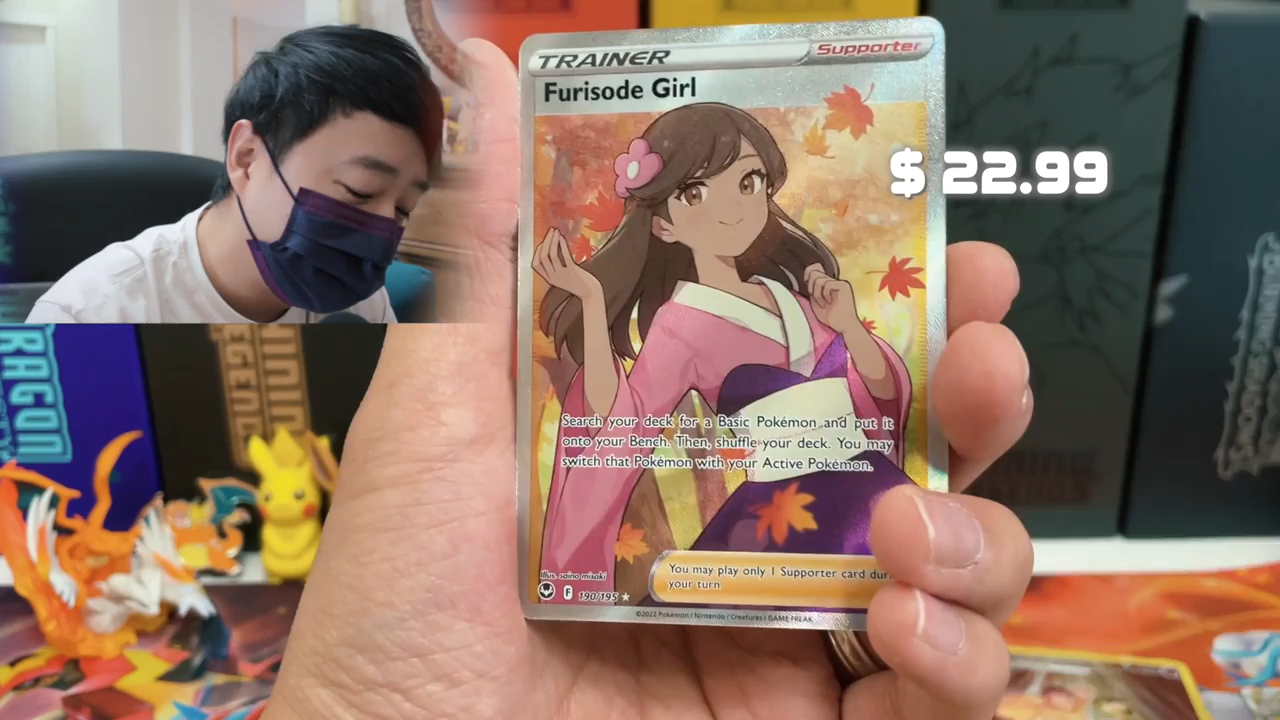 TRAINER
Supporter
Furisode Girl
$ 22.99
Search your deck for a Basic Pokémon and put it
onto your Bench. Then, shuffle your deck. You may
switch that Pokémon with your Active Pokémon.
You may play only 1 Supporter card dur
your turn.
Illus. saino misaki
F
190/195
©2022 Pokémon / Nintendo / Creatures / GAME FREAK